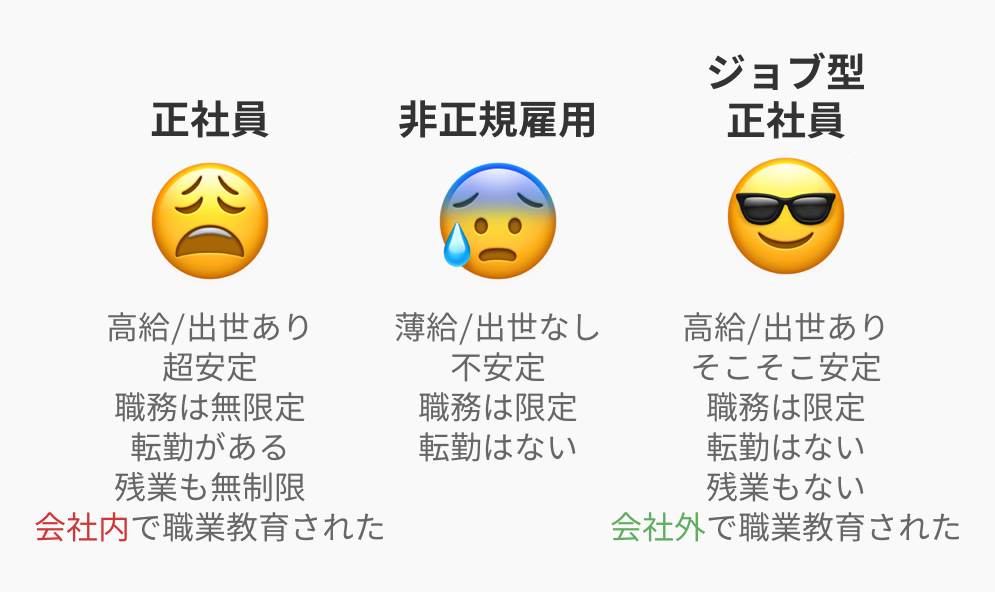 正社員
高給/出世あり
超安定
職務は無限定
転勤がある
残業も無制限
会社内で職業教育された
非正規雇用
薄給/出世なし
不安定
職務は限定
転勤はない
ジョブ型
正社員
高給/出世あり
そこそこ安定
職務は限定
転勤はない
残業もない
会社外で職業教育された